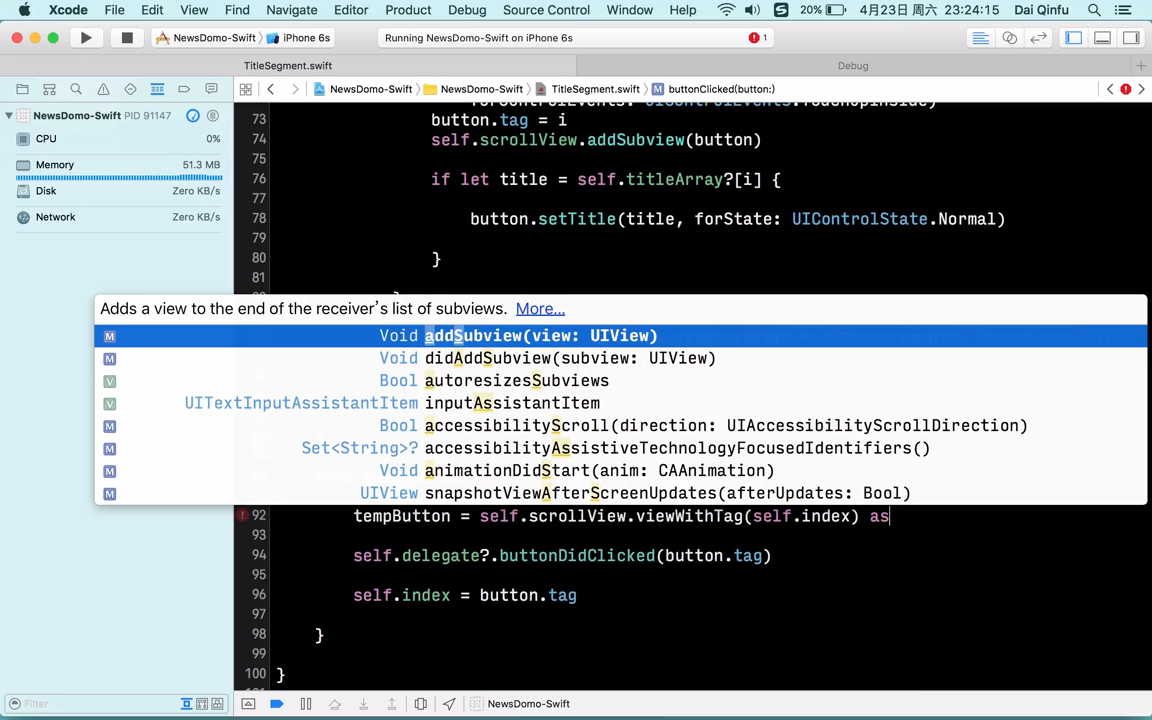 Xcode File Edit View Find Navigate Editor Product Debug Source Control Window Help 20% 4月23日 周六 23:24:15 Dai Qinfu
NewsDomo-Swift iPhone 6s Running NewsDomo-Swift on iPhone 6s 1
TitleSegment.swift Debug
NewsDomo-Swift NewsDomo-Swift TitleSegment.swift M buttonClicked(button:)
NewsDomo-Swift PID 91147
CPU 0%
Memory 51.3 MB
Disk Zero KB/s
Network Zero KB/s
73 button.tag = i
74 self.scrollView.addSubview(button)
75
76 if let title = self.titleArray?[i] {
77
78 button.setTitle(title, forState: UIControlState.Normal)
79
80 }
81
Adds a view to the end of the receiver's list of subviews. More...
M Void addSubview(view: UIView)
M Void didAddSubview(subview: UIView)
V Bool autoresizesSubviews
V UITextInputAssistantItem inputAssistantItem
M Bool accessibilityScroll(direction: UIAccessibilityScrollDirection)
M Set<String>? accessibilityAssistiveTechnologyFocusedIdentifiers()
M Void animationDidStart(anim: CAAnimation)
M UIView snapshotViewAfterScreenUpdates(afterUpdates: Bool)
92 tempButton = self.scrollView.viewWithTag(self.index) as
93
94 self.delegate?.buttonDidClicked(button.tag)
95
96 self.index = button.tag
97
98 }
99
100 }
Filter NewsDomo-Swift